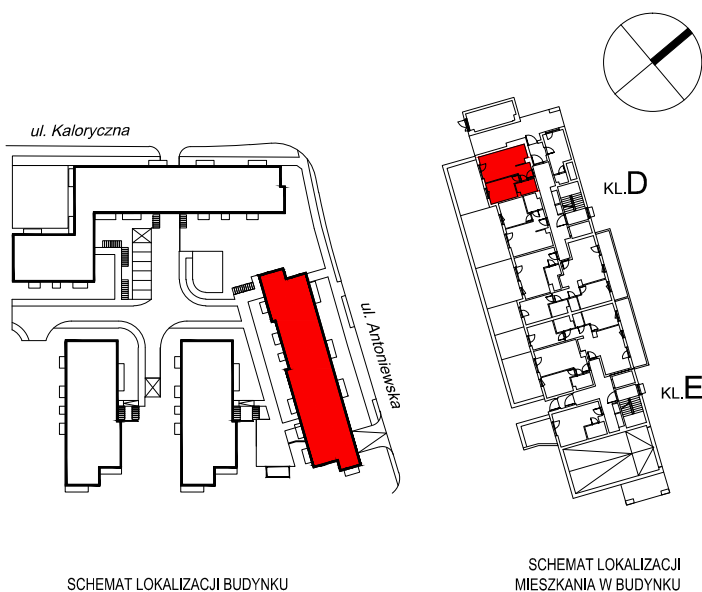 ul. Kaloryczna
ul. Antoniewska
KL.D
KL.E
SCHEMAT LOKALIZACJI BUDYNKU
SCHEMAT LOKALIZACJI
MIESZKANIA W BUDYNKU